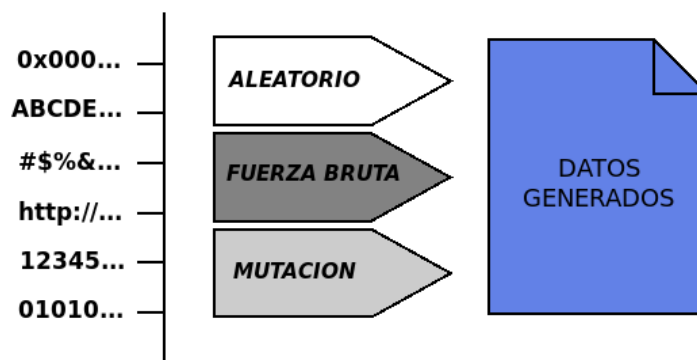 0x000...
ABCDE...
#$%&...
http://...
12345...
01010...
ALEATORIO
FUERZA BRUTA
MUTACION
DATOS
GENERADOS